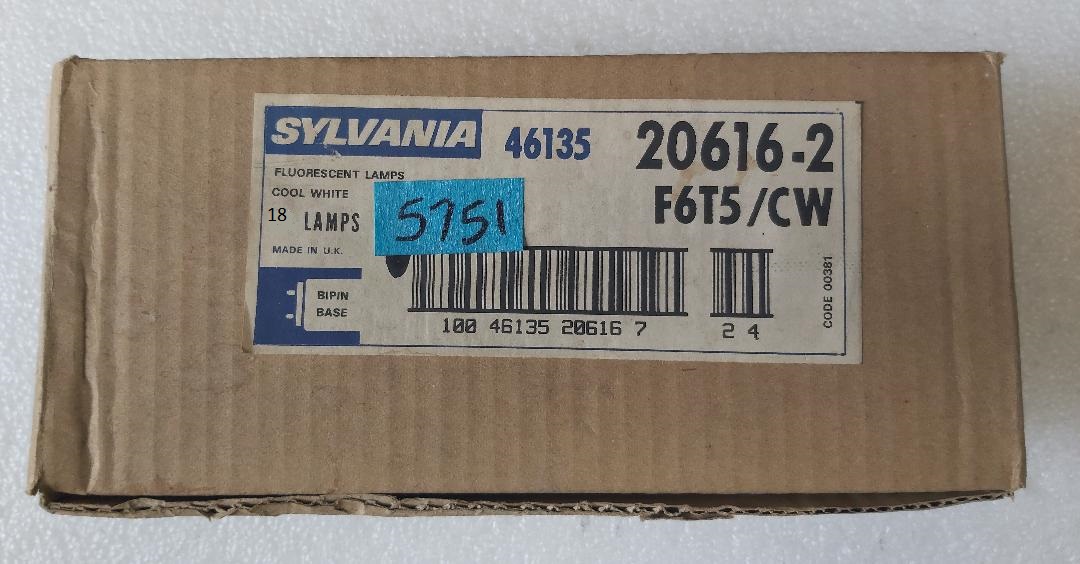 SYLVANIA 46135 20616-2
FLUORESCENT LAMPS
COOL WHITE
F6T5/CW
18 LAMPS
5751
MADE IN U.K.
BIPIN
BASE
100 46135 20616 7
2 4
CODE 00381